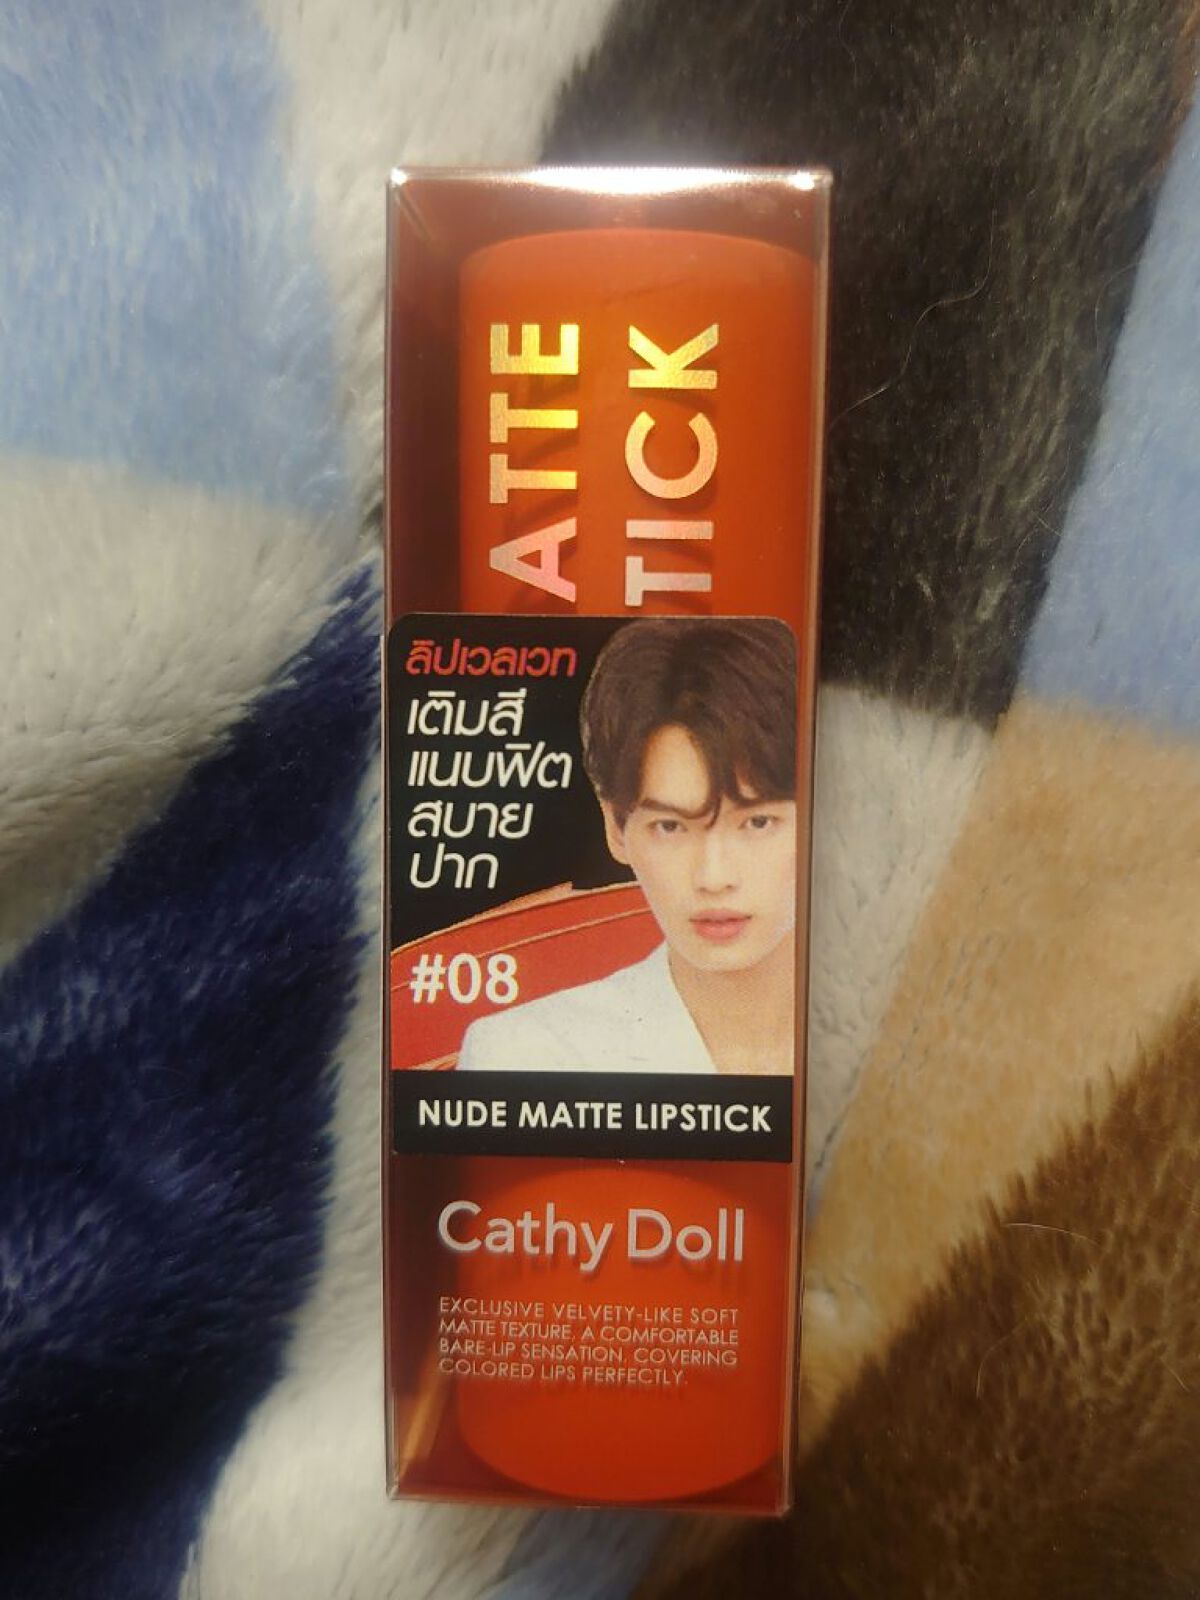 ATTE
TICK
ลิปเวลเวท
เติมสี
แนบฟิต
สบาย
ปาก
#08
NUDE MATTE LIPSTICK
Cathy Doll
EXCLUSIVE VELVETY-LIKE SOFT
MATTE TEXTURE, A COMFORTABLE
BARE-LIP SENSATION, COVERING
COLORED LIPS PERFECTLY.